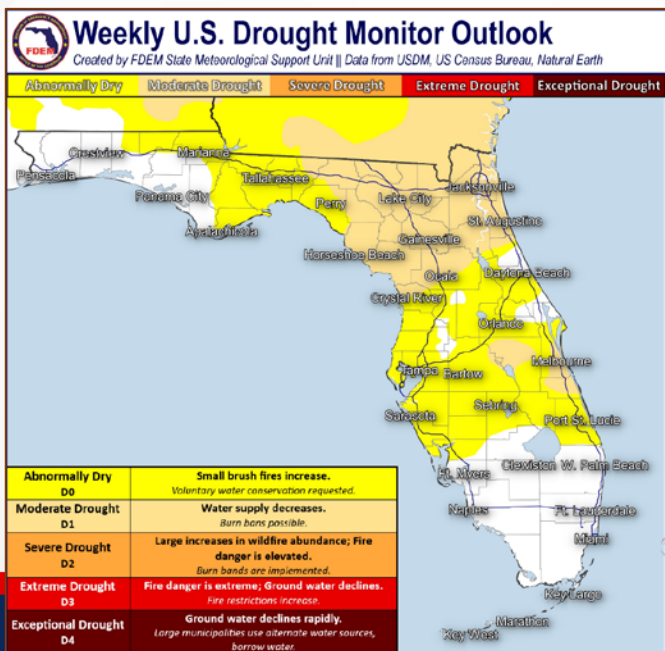 Weekly U.S. Drought Monitor Outlook
Created by FDEM State Meteorological Support Unit || Data from USDM, US Census Bureau, Natural Earth
FDEM
Abnormally Dry Moderate Drought Severe Drought Extreme Drought Exceptional Drought
Crestview
Marianna
Pensacola
Tallahassee
Jacksonville
Panama City
Perry
Lake City
St. Augustine
Apalachicola
Gainesville
Horseshoe Beach
Ocala
Daytona Beach
Crystal River
Orlando
Melbourne
Tampa
Bartow
Sebring
Sarasota
Port St. Lucie
Ft. Myers
Clewiston
W. Palm Beach
Naples
Ft. Lauderdale
Miami
Key Largo
Marathon
Key West
Abnormally Dry
D0
Small brush fires increase.
Voluntary water conservation requested.
Moderate Drought
D1
Water supply decreases.
Burn bans possible.
Severe Drought
D2
Large increases in wildfire abundance; Fire
danger is elevated.
Burn bands are implemented.
Extreme Drought
D3
Fire danger is extreme; Ground water declines.
Fire restrictions increase.
Exceptional Drought
D4
Ground water declines rapidly.
Large municipalities use alternate water sources,
borrow water.